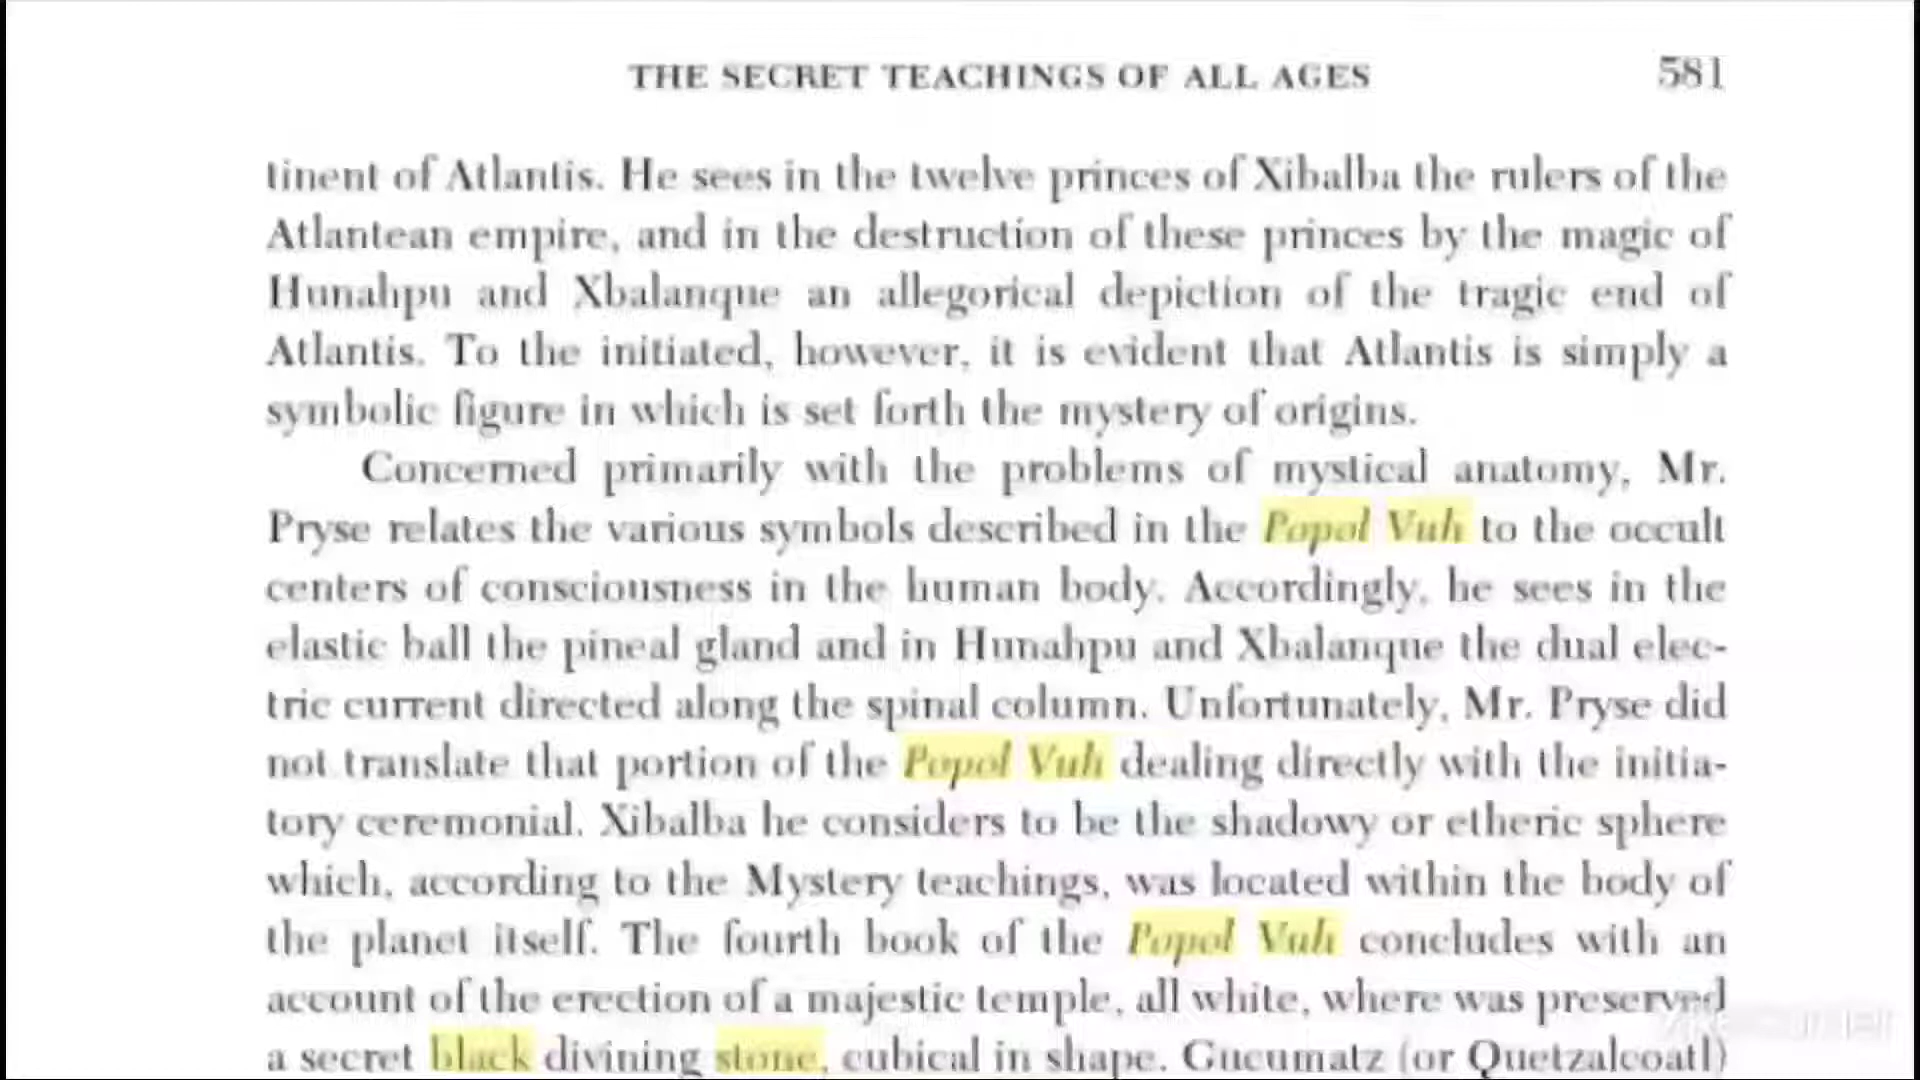 THE SECRET TEACHINGS OF ALL AGES 581
tinent of Atlantis. He sees in the twelve princes of Xibalba the rulers of the
Atlantean empire, and in the destruction of these princes by the magic of
Hunahpu and Xbalanque an allegorical depiction of the tragic end of
Atlantis. To the initiated, however, it is evident that Atlantis is simply a
symbolic figure in which is set forth the mystery of origins.
Concerned primarily with the problems of mystical anatomy, Mr.
Pryse relates the various symbols described in the Popol Vuh to the occult
centers of consciousness in the human body. Accordingly, he sees in the
elastic ball the pineal gland and in Hunahpu and Xbalanque the dual elec-
tric current directed along the spinal column. Unfortunately, Mr. Pryse did
not translate that portion of the Popol Vuh dealing directly with the initia-
tory ceremonial. Xibalba he considers to be the shadowy or etheric sphere
which, according to the Mystery teachings, was located within the body of
the planet itself. The fourth book of the Popol Vuh concludes with an
account of the erection of a majestic temple, all white, where was preserved
a secret black divining stone, cubical in shape. Gucumatz (or Quetzalcoatl)